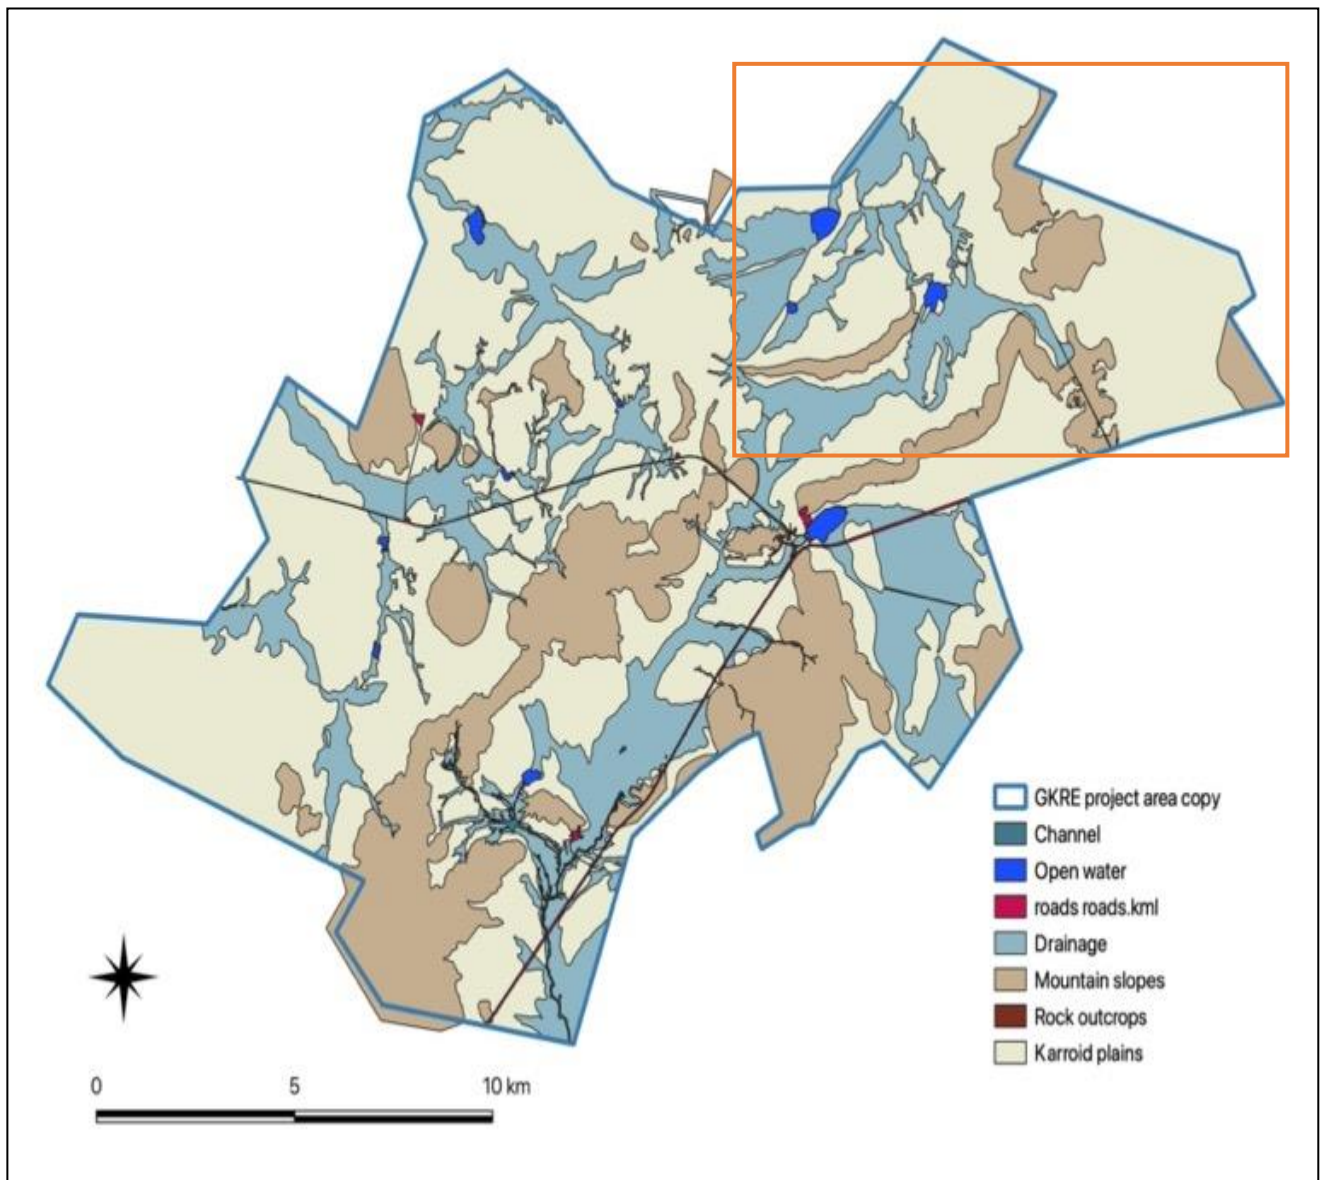 GKRE project area copy
Channel
Open water
roads roads.kml
Drainage
Mountain slopes
Rock outcrops
Karroid plains
0 5 10 km